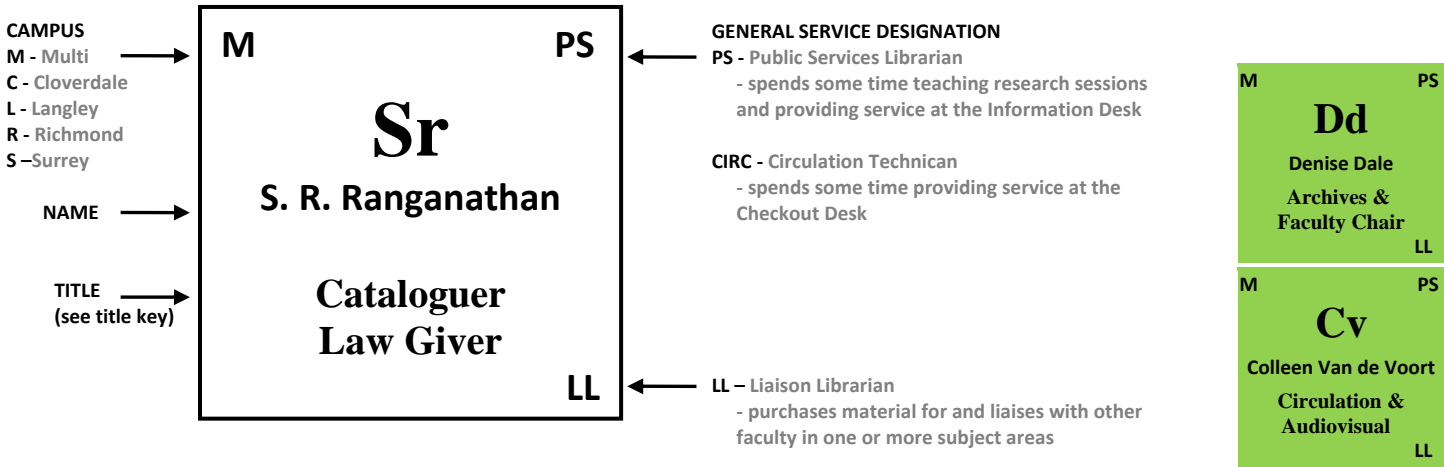 CAMPUS
M - Multi
C - Cloverdale
L - Langley
R - Richmond
S –Surrey
NAME
TITLE
(see title key)
M
PS
Sr
S. R. Ranganathan
Cataloguer
Law Giver
LL
GENERAL SERVICE DESIGNATION
PS - Public Services Librarian
- spends some time teaching research sessions
and providing service at the Information Desk
CIRC - Circulation Technican
- spends some time providing service at the
Checkout Desk
LL – Liaison Librarian
- purchases material for and liaises with other
faculty in one or more subject areas
M
PS
Dd
Denise Dale
Archives &
Faculty Chair
LL
M
PS
Cv
Colleen Van de Voort
Circulation &
Audiovisual
LL